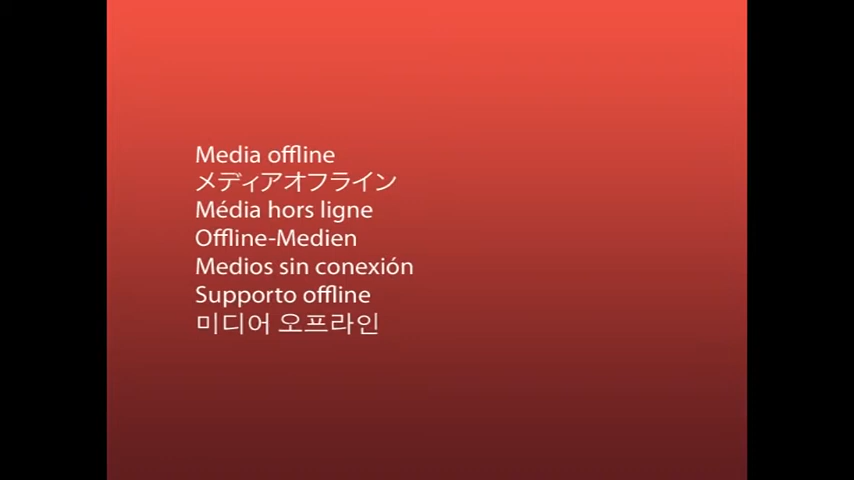 Media offline
メディアオフライン
Média hors ligne
Offline-Medien
Medios sin conexión
Supporto offline
미디어 오프라인